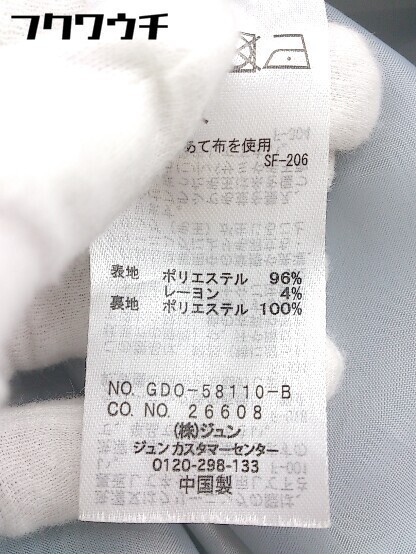 フクワウチ
あて布を使用
SF-206
表地 ポリエステル 96%
レーヨン 4%
裏地 ポリエステル 100%
NO. GDO-58110-B
CO. NO. 26608
(株)ジュン
ジュン カスタマーセンター
0120-298-133
中国製